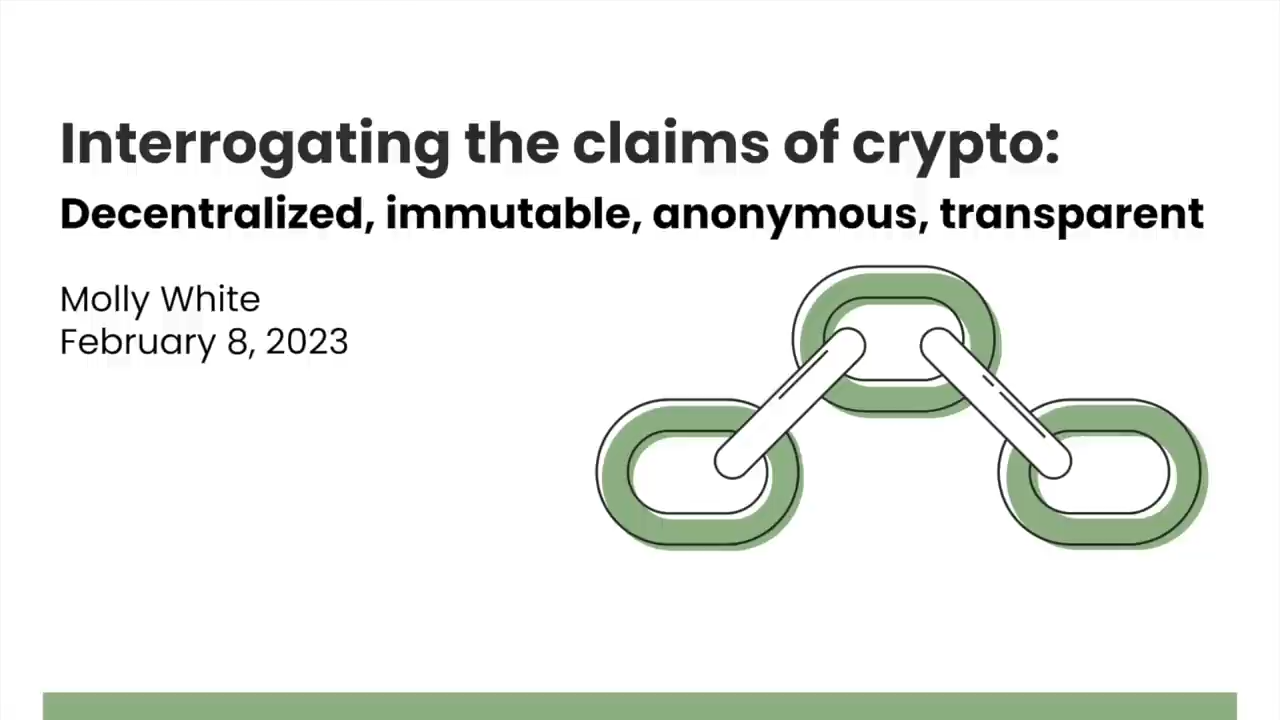 Interrogating the claims of crypto:
Decentralized, immutable, anonymous, transparent
Molly White
February 8, 2023